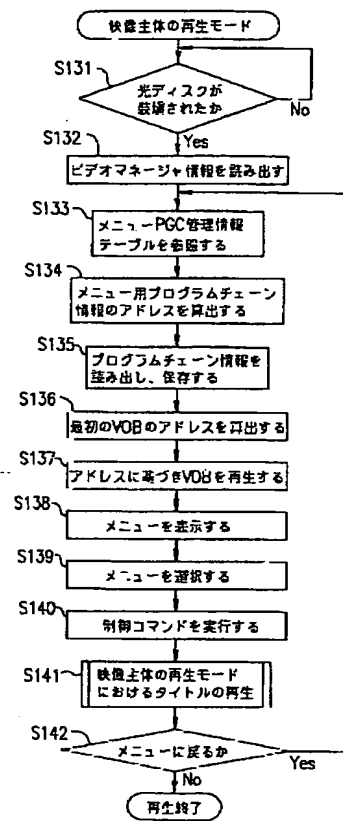 映像主体の再生モード
S131
光ディスクが
装填されたか
No
Yes
S132
ビデオマネージャ情報を読み出す
S133
メニューPGC管理情報
テーブルを参照する
S134
メニュー用プログラムチェーン
情報のアドレスを算出する
S135
プログラムチェーン情報を
読み出し、保存する
S136
最初のVOBのアドレスを算出する
S137
アドレスに基づきVOBを再生する
S138
メニューを表示する
S139
メニューを選択する
S140
制御コマンドを実行する
S141
映像主体の再生モード
におけるタイトルの再生
S142
メニューに戻るか
Yes
No
再生終了